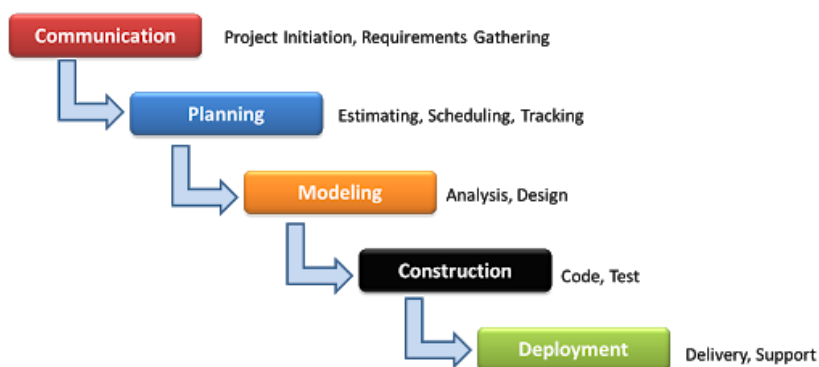 Communication Project Initiation, Requirements Gathering
Planning Estimating, Scheduling, Tracking
Modeling Analysis, Design
Construction Code, Test
Deployment Delivery, Support